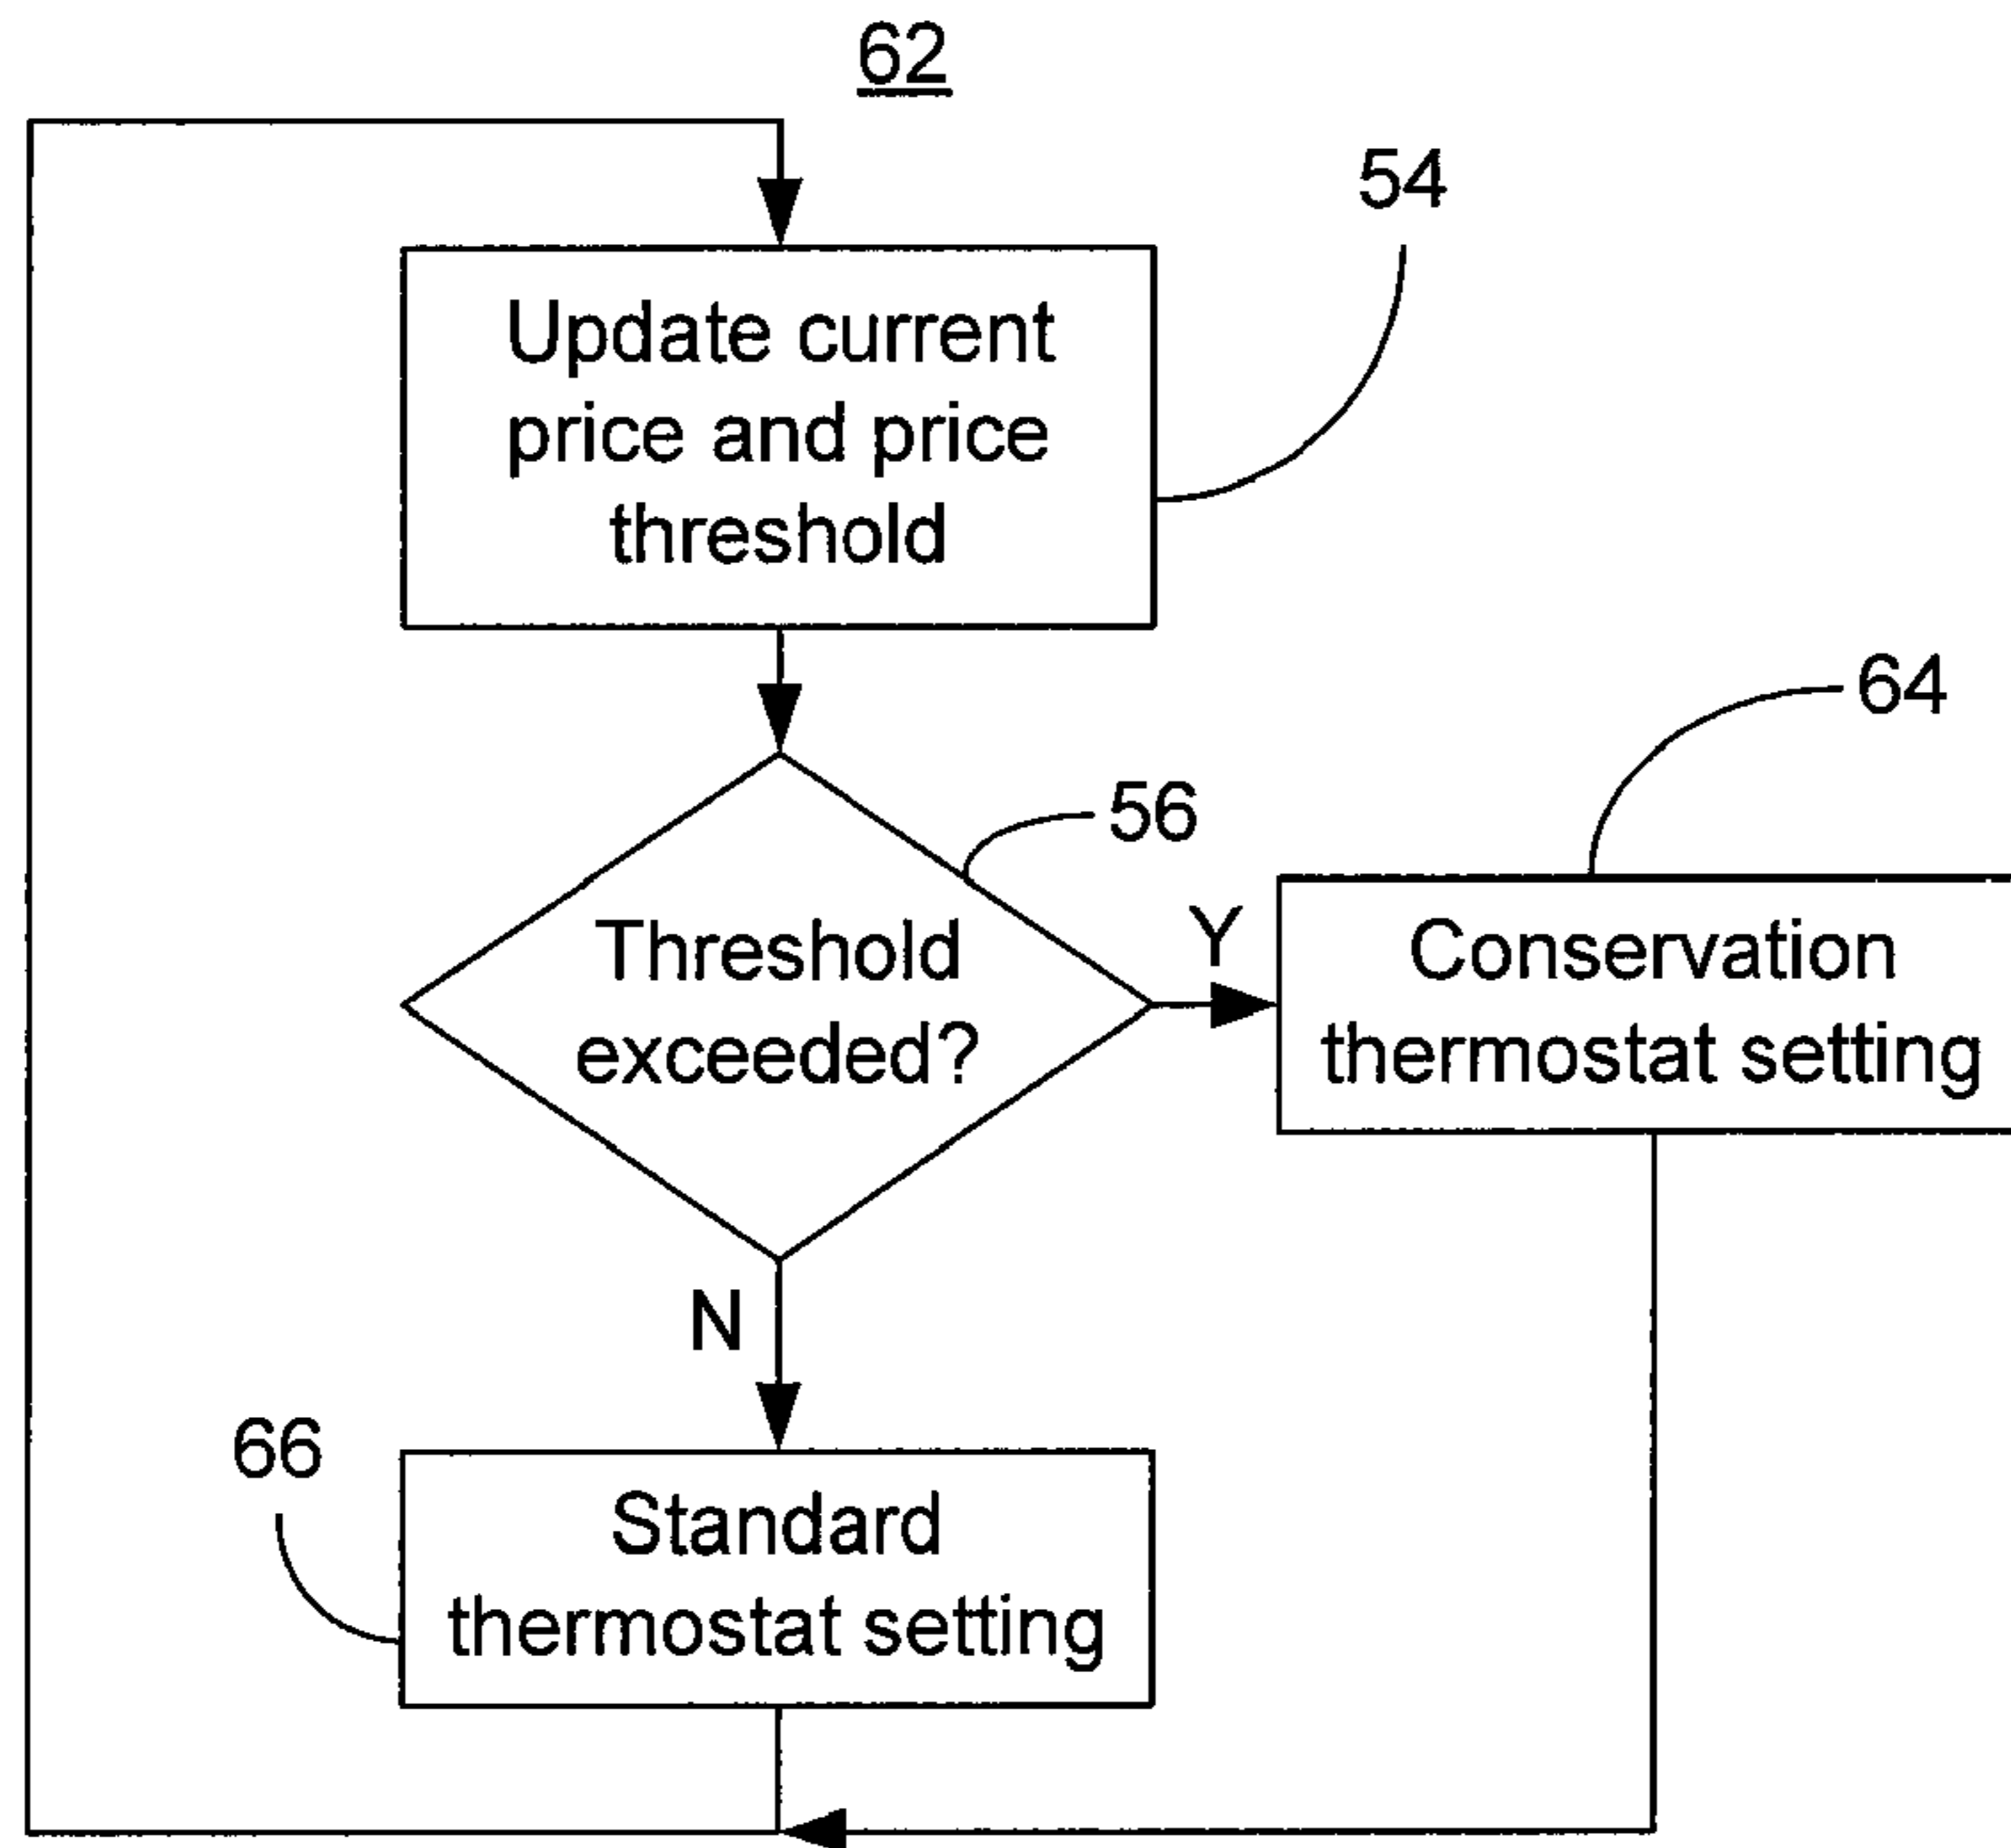 62
54
Update current
price and price
threshold
64
56
Threshold
exceeded?
Y
Conservation
thermostat setting
N
66
Standard
thermostat setting